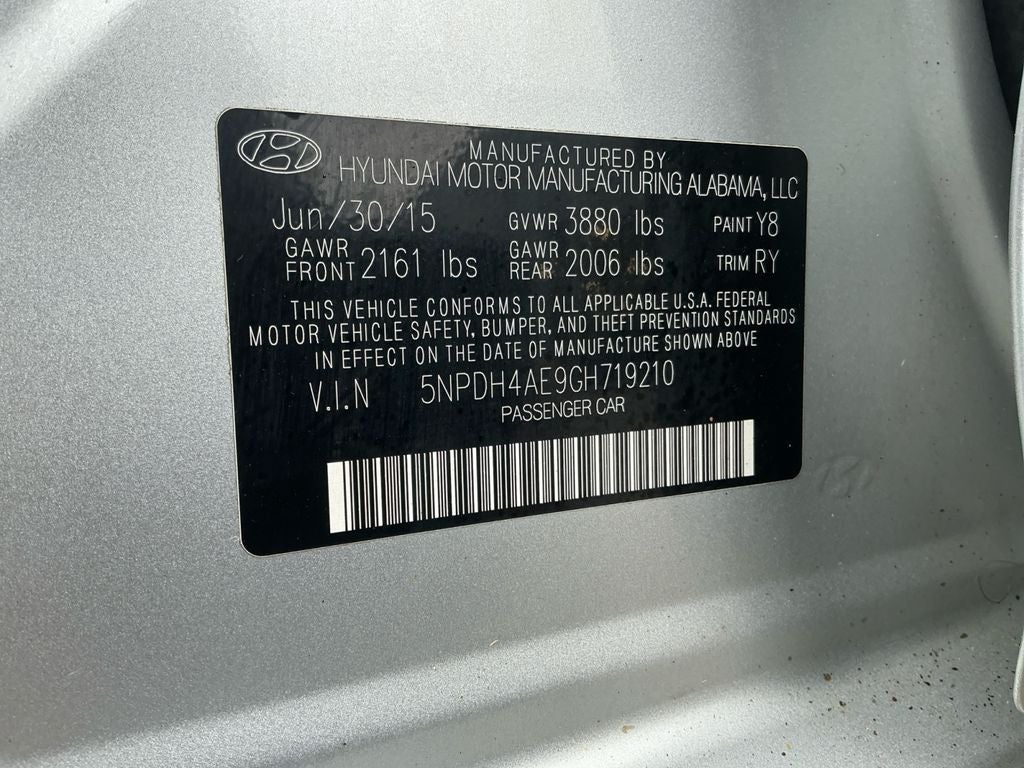 MANUFACTURED BY
HYUNDAI MOTOR MANUFACTURING ALABAMA, LLC
Jun/30/15 GVWR 3880 lbs PAINT Y8
GAWR FRONT 2161 lbs GAWR REAR 2006 lbs TRIM RY
THIS VEHICLE CONFORMS TO ALL APPLICABLE U.S.A. FEDERAL
MOTOR VEHICLE SAFETY, BUMPER, AND THEFT PREVENTION STANDARDS
IN EFFECT ON THE DATE OF MANUFACTURE SHOWN ABOVE
V.I.N 5NPDH4AE9GH719210
PASSENGER CAR